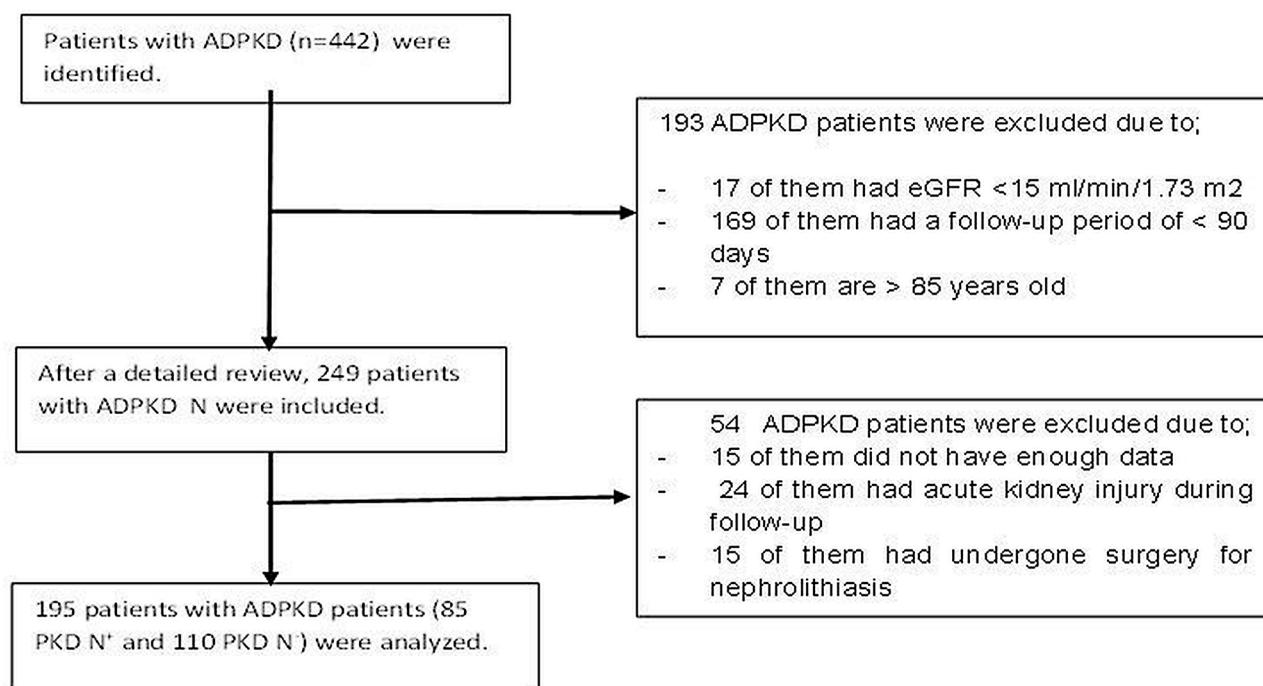 Patients with ADPKD (n=442) were
identified.
193 ADPKD patients were excluded due to;
- 17 of them had eGFR <15 ml/min/1.73 m2
- 169 of them had a follow-up period of < 90
days
- 7 of them are > 85 years old
After a detailed review, 249 patients
with ADPKD N were included.
54 ADPKD patients were excluded due to;
- 15 of them did not have enough data
- 24 of them had acute kidney injury during
follow-up
- 15 of them had undergone surgery for
nephrolithiasis
195 patients with ADPKD patients (85
PKD N⁺ and 110 PKD N⁻) were analyzed.